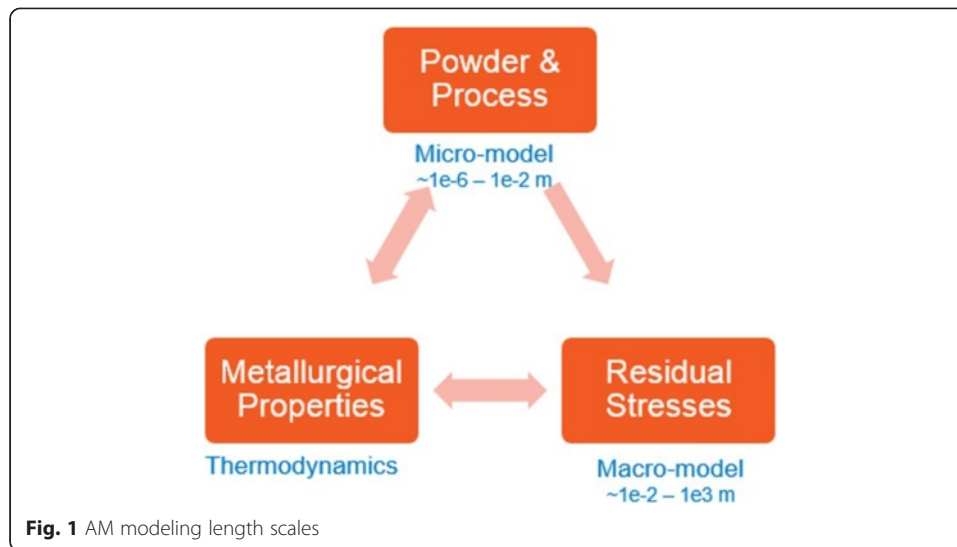 Powder &
Process
Micro-model
~1e-6 – 1e-2 m
Metallurgical
Properties
Thermodynamics
Residual
Stresses
Macro-model
~1e-2 – 1e3 m
Fig. 1 AM modeling length scales